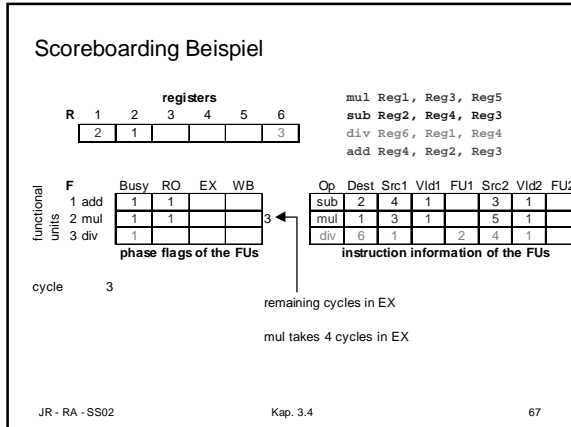 Scoreboarding Beispiel
registers
R 1 2 3 4 5 6
2 1 3
mul Reg1, Reg3, Reg5
sub Reg2, Reg4, Reg3
div Reg6, Reg1, Reg4
add Reg4, Reg2, Reg3
functional units
F Busy RO EX WB
1 add 1 1
2 mul 1 1 3
3 div 1
phase flags of the FUs
Op Dest Src1 Vld1 FU1 Src2 Vld2 FU2
sub 2 4 1 3 1
mul 1 3 1 5 1
div 6 1 2 4 1
instruction information of the FUs
cycle 3
remaining cycles in EX
mul takes 4 cycles in EX
JR - RA - SS02 Kap. 3.4 67